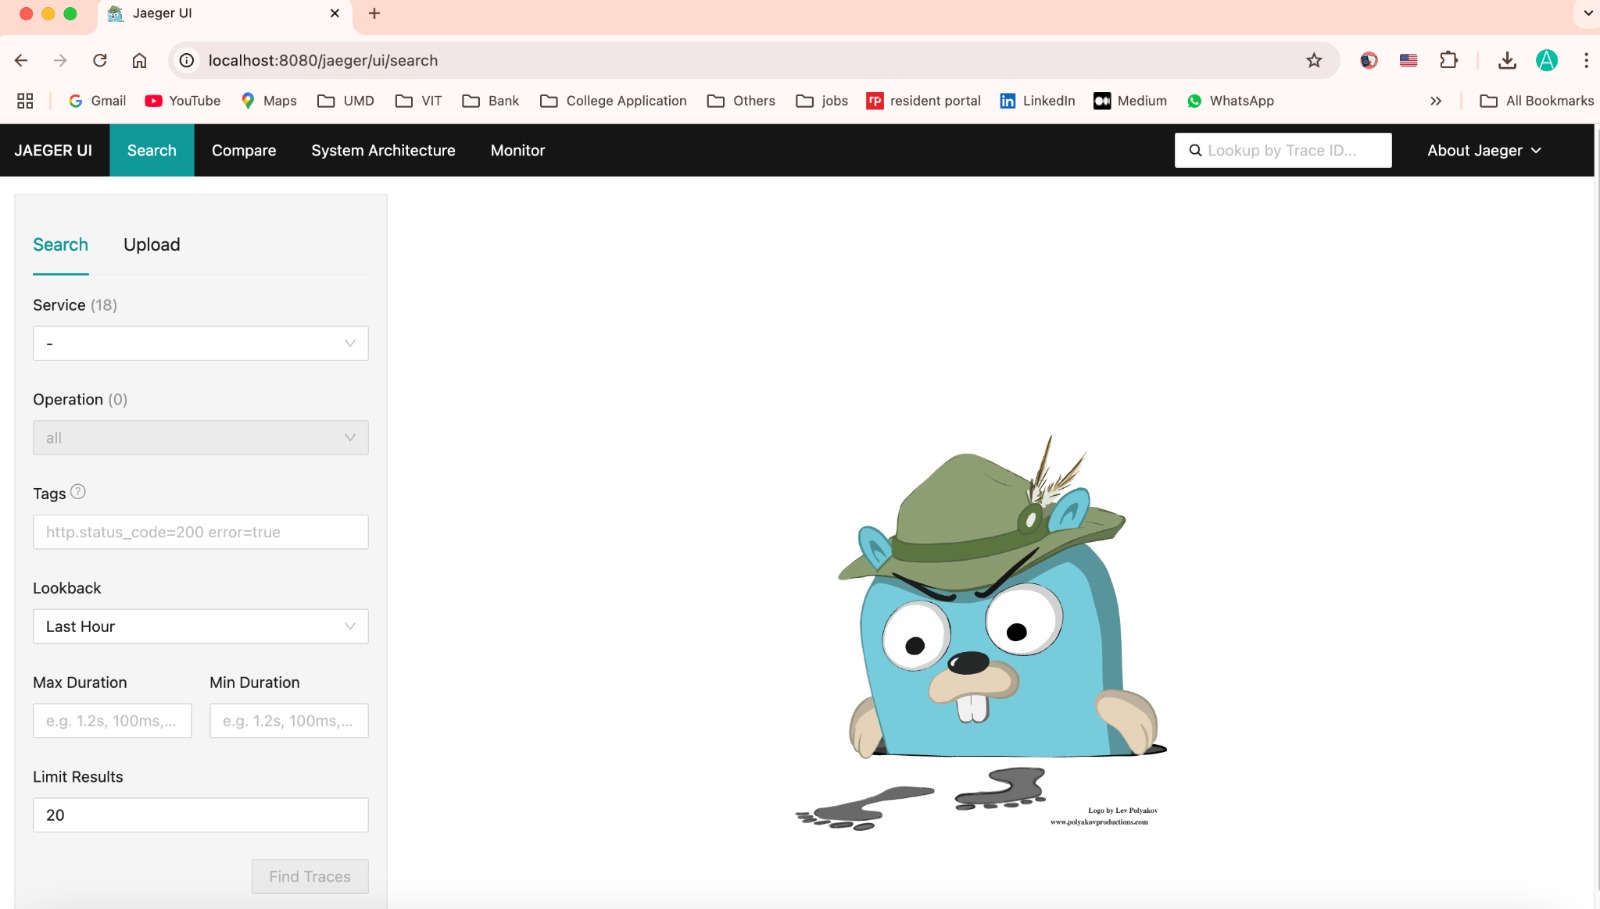 Jaeger UI
localhost:8080/jaeger/ui/search
A
Gmail YouTube Maps UMD VIT Bank College Application Others jobs rp resident portal in LinkedIn Medium WhatsApp » All Bookmarks
JAEGER UI Search Compare System Architecture Monitor Lookup by Trace ID... About Jaeger
Search Upload
Service (18)
-
Operation (0)
all
Tags ?
http.status_code=200 error=true
Lookback
Last Hour
Max Duration Min Duration
e.g. 1.2s, 100ms,... e.g. 1.2s, 100ms,...
Limit Results
20
Find Traces
Logo by Lev Polyakov
www.polyakovproductions.com